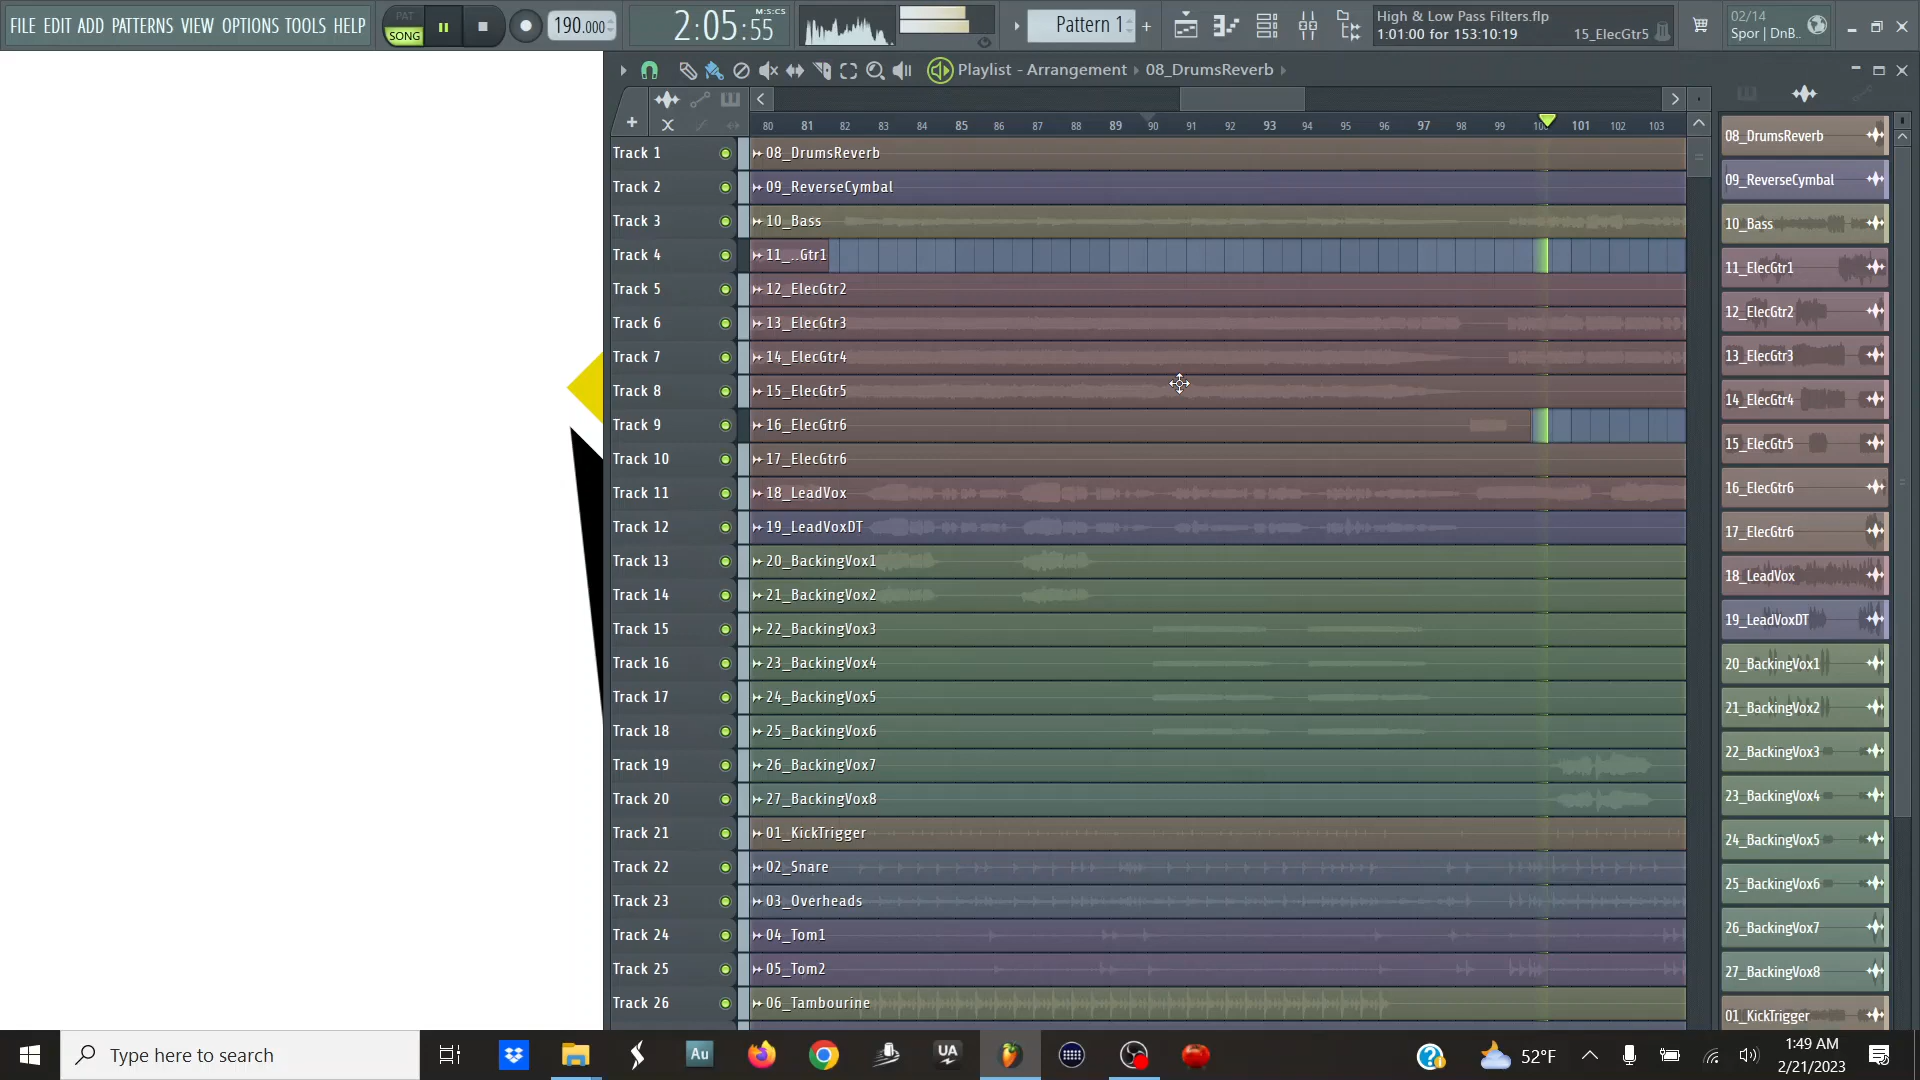 FILE EDIT ADD PATTERNS VIEW OPTIONS TOOLS HELP
PAT
SONG
190.000
2:05:55
M:S:CS
Pattern 1
High & Low Pass Filters.flp
1:01:00 for 153:10:19
15_ElecGtr5
02/14
Spor | DnB..
Playlist - Arrangement
08_DrumsReverb
80 81 82 83 84 85 86 87 88 89 90 91 92 93 94 95 96 97 98 99 101 102 103
Track 1 08_DrumsReverb
Track 2 09_ReverseCymbal
Track 3 10_Bass
Track 4 11_..Gtr1
Track 5 12_ElecGtr2
Track 6 13_ElecGtr3
Track 7 14_ElecGtr4
Track 8 15_ElecGtr5
Track 9 16_ElecGtr6
Track 10 17_ElecGtr6
Track 11 18_LeadVox
Track 12 19_LeadVoxDT
Track 13 20_BackingVox1
Track 14 21_BackingVox2
Track 15 22_BackingVox3
Track 16 23_BackingVox4
Track 17 24_BackingVox5
Track 18 25_BackingVox6
Track 19 26_BackingVox7
Track 20 27_BackingVox8
Track 21 01_KickTrigger
Track 22 02_Snare
Track 23 03_Overheads
Track 24 04_Tom1
Track 25 05_Tom2
Track 26 06_Tambourine
08_DrumsReverb
09_ReverseCymbal
10_Bass
11_ElecGtr1
12_ElecGtr2
13_ElecGtr3
14_ElecGtr4
15_ElecGtr5
16_ElecGtr6
17_ElecGtr6
18_LeadVox
19_LeadVoxDT
20_BackingVox1
21_BackingVox2
22_BackingVox3
23_BackingVox4
24_BackingVox5
25_BackingVox6
26_BackingVox7
27_BackingVox8
01_KickTrigger
Type here to search
Au
UA
52°F
1:49 AM
2/21/2023